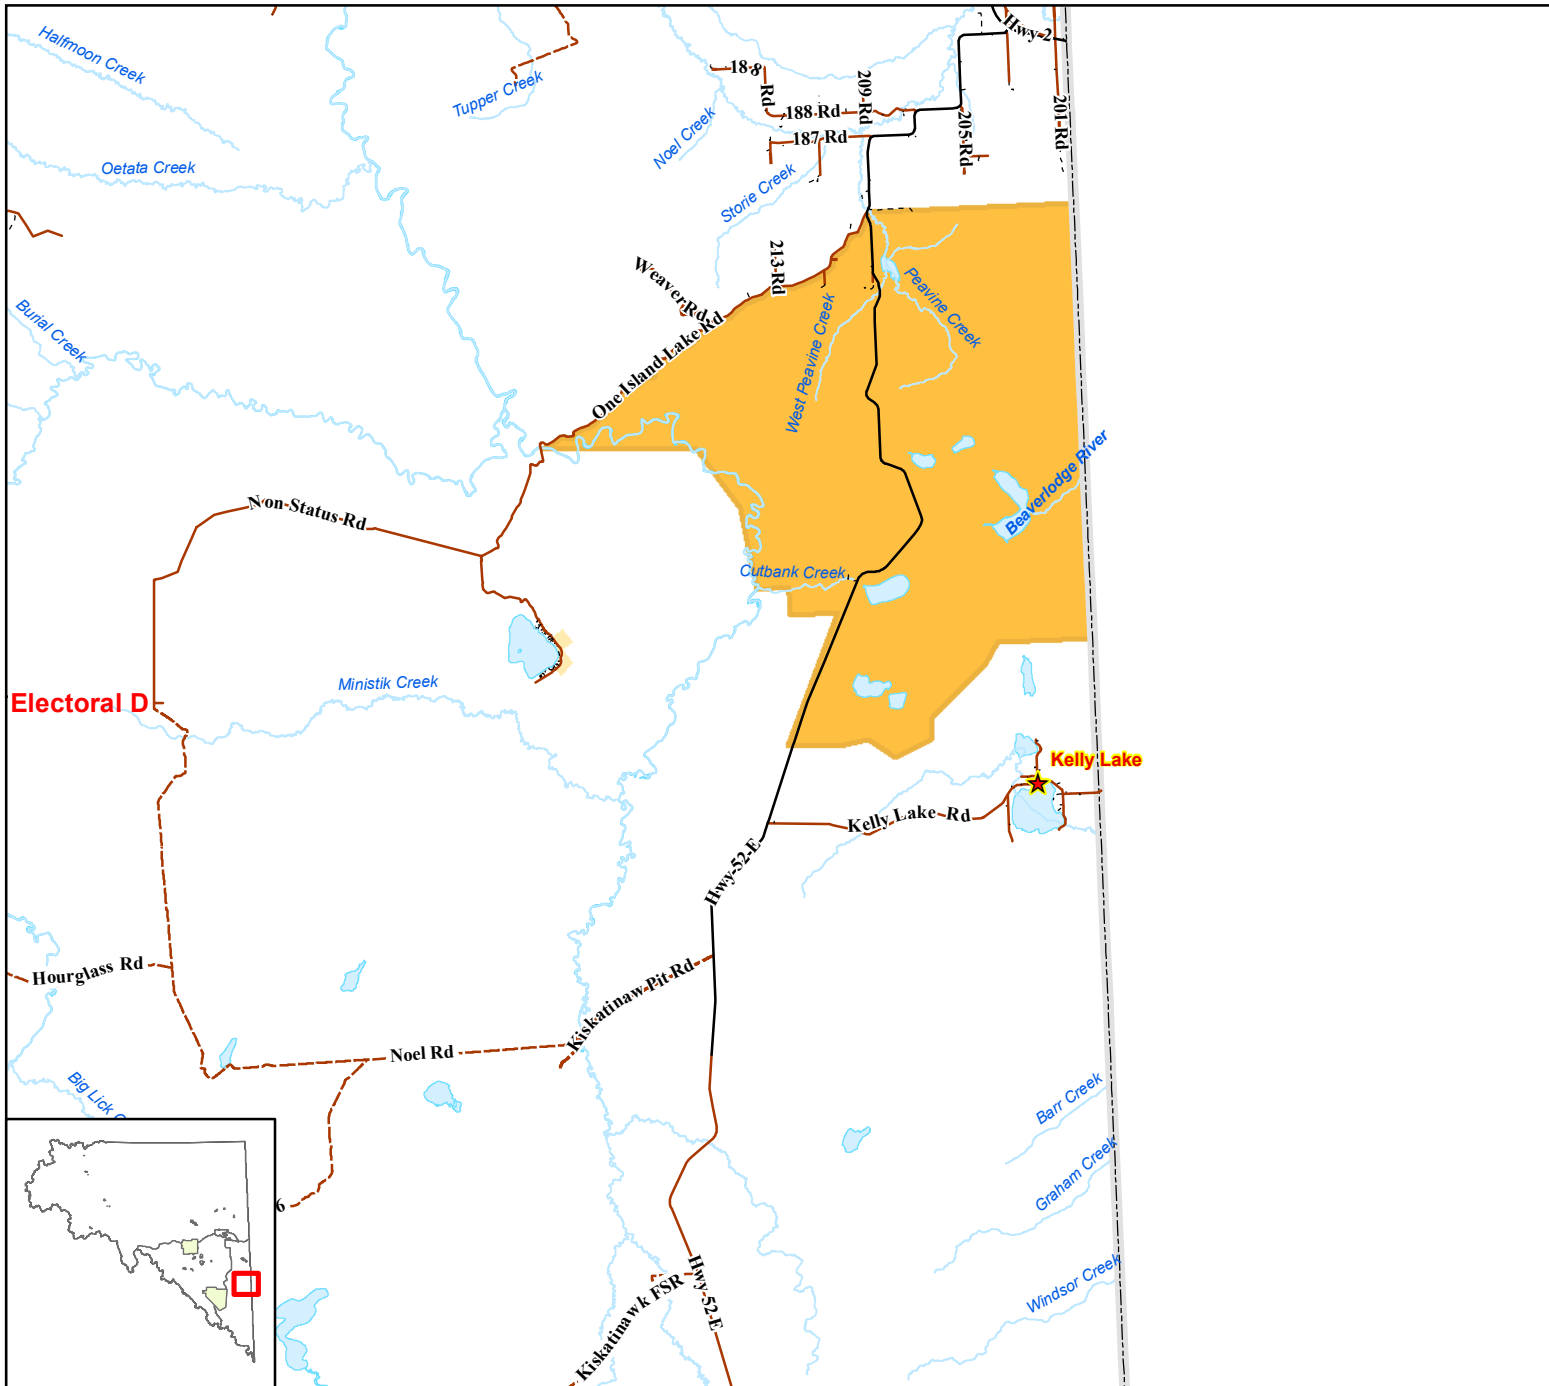 Halfmoon Creek
Tupper Creek
Hwy 2
18 8
Rd
188 Rd
209 Rd
187 Rd
205 Rd
201 Rd
Noel Creek
Oetata Creek
Storie Creek
213 Rd
Weaver Rd
Peavine Creek
West Peavine Creek
Burial Creek
One Island Lake Rd
Beaverlodge River
Non Status Rd
Cutbank Creek
Ministik Creek
Electoral D
Kelly Lake
Kelly Lake Rd
Hwy 52 E
Hourglass Rd
Kiskatinaw Pit Rd
Noel Rd
Big Lick C
Barr Creek
Graham Creek
6
Windsor Creek
Hwy 52 E
Kiskatinawk FSR